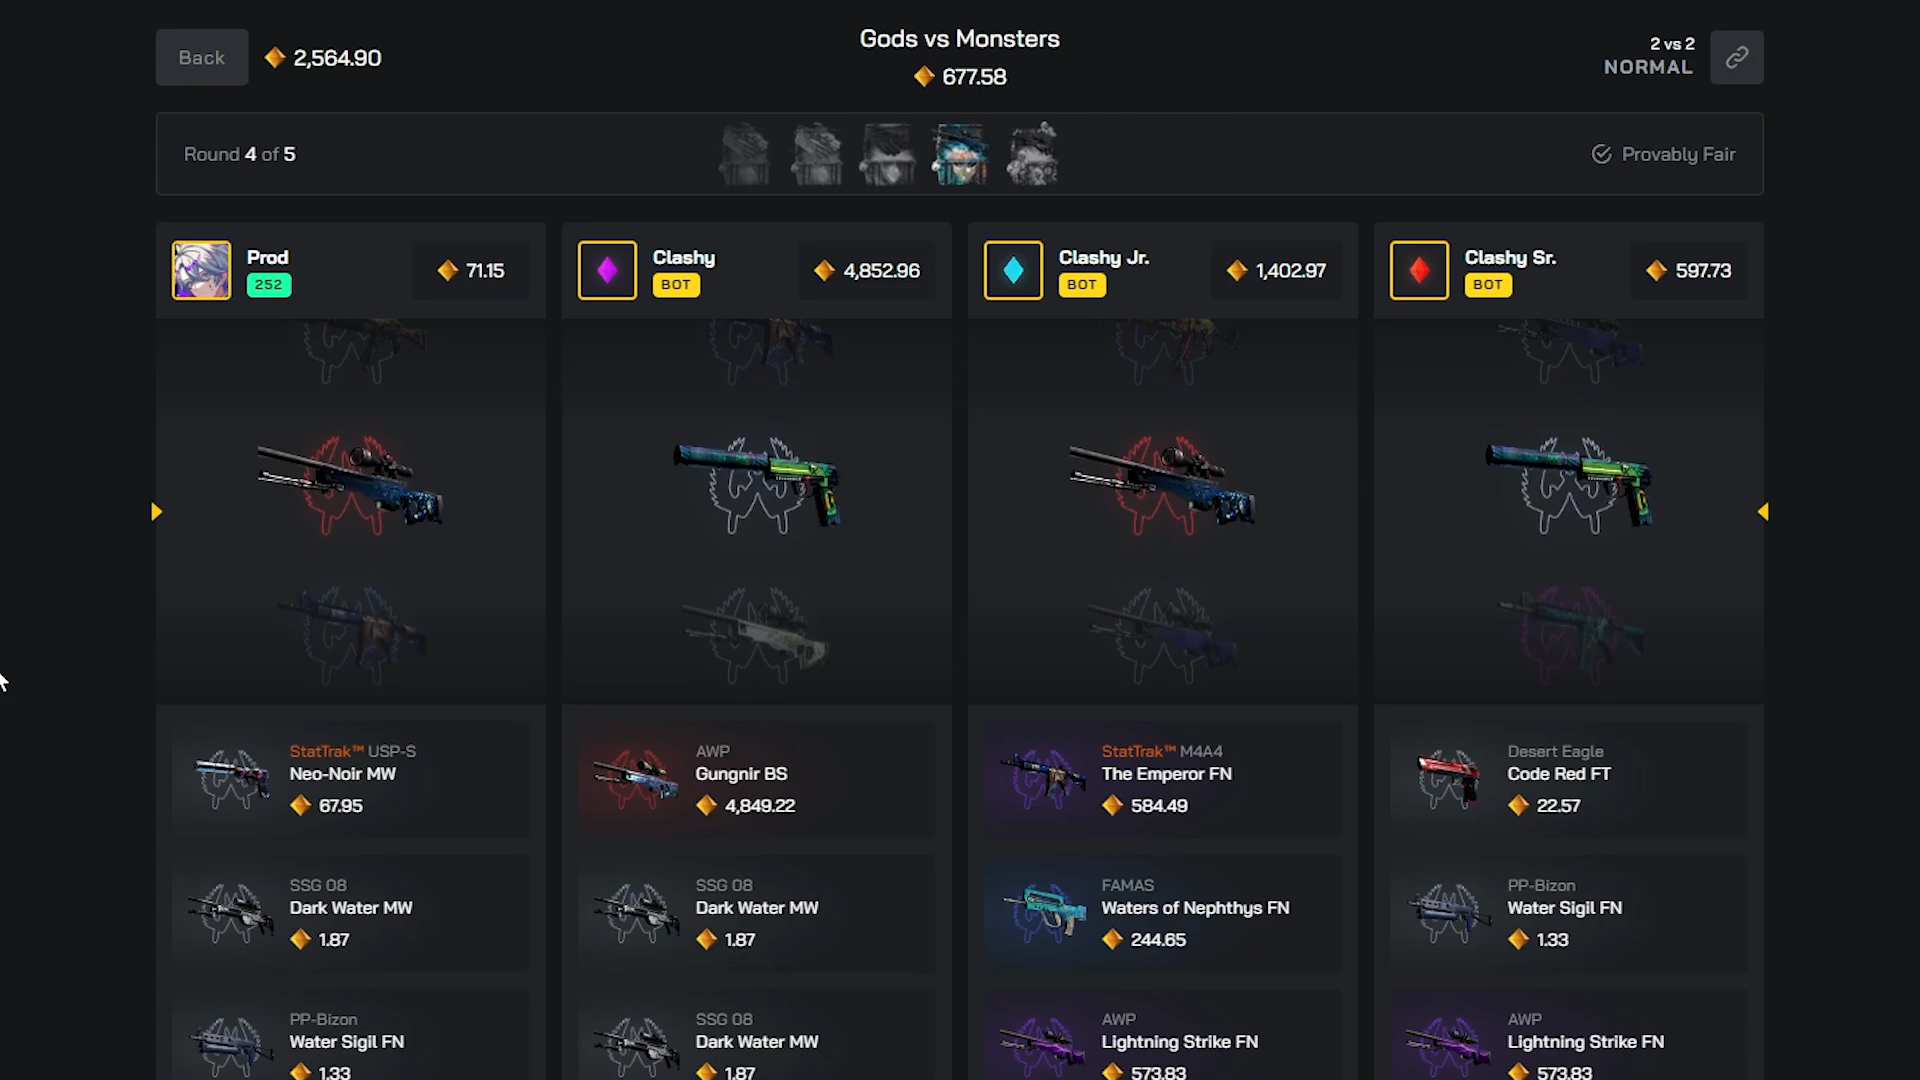 Back
2,564.90
Gods vs Monsters
677.58
2 vs 2
NORMAL
Round 4 of 5
Provably Fair
Prod
252
71.15
Clashy
BOT
4,852.96
Clashy Jr.
BOT
1,402.97
Clashy Sr.
BOT
597.73
StatTrak™ USP-S
Neo-Noir MW
67.95
AWP
Gungnir BS
4,849.22
StatTrak™ M4A4
The Emperor FN
584.49
Desert Eagle
Code Red FT
22.57
SSG 08
Dark Water MW
1.87
SSG 08
Dark Water MW
1.87
FAMAS
Waters of Nephthys FN
244.65
PP-Bizon
Water Sigil FN
1.33
PP-Bizon
Water Sigil FN
1.33
SSG 08
Dark Water MW
1.87
AWP
Lightning Strike FN
573.83
AWP
Lightning Strike FN
573.83